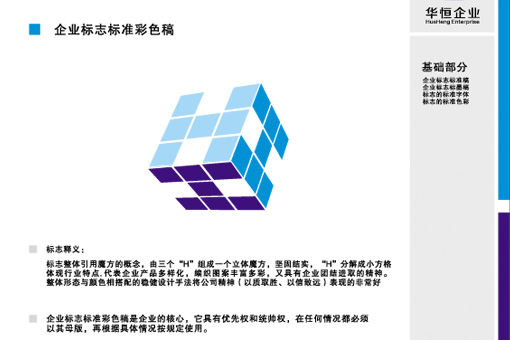 企业标志标准彩色稿
华恒企业
HuaHeng Enterprise
基础部分
企业标志标准稿
企业标志标墨稿
标志的标准字体
标志的标准色彩
标志释义：
标志整体引用魔方的概念，由三个“H”组成一个立体魔方，坚固结实，“H”分解成小方格
体现行业特点.代表企业产品多样化，编织图案丰富多彩，又具有企业团结进取的精神。
整体形态与颜色相搭配的稳健设计手法将公司精神（以质取胜、以信致远）表现的非常好
企业标志标准彩色稿是企业的核心，它具有优先权和统帅权，在任何情况都必须
以其母版，再根据具体情况按规定使用。